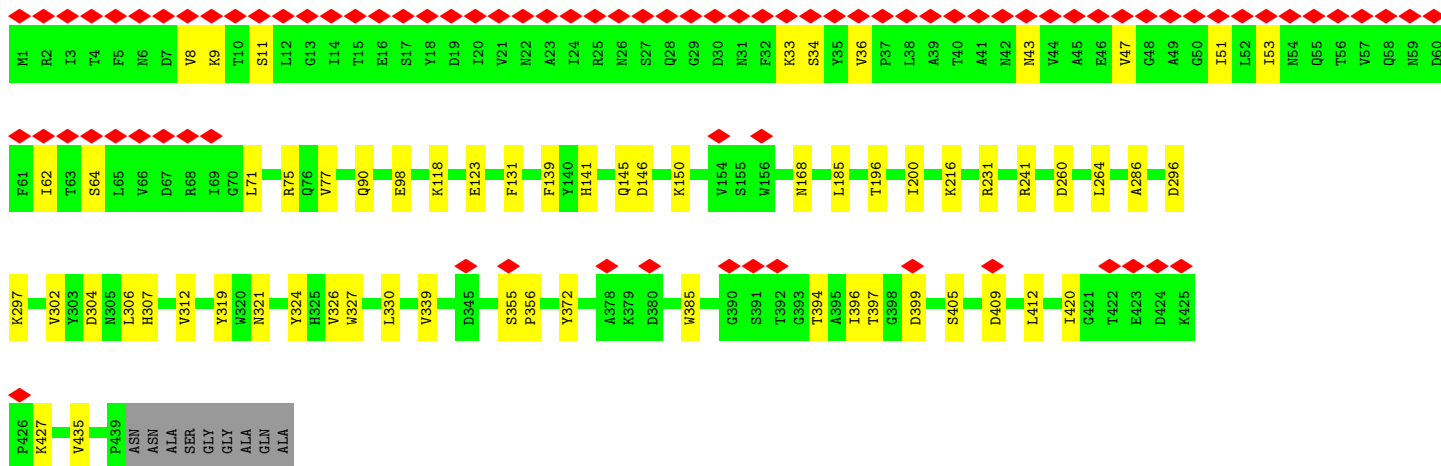 M1 R2 I3 T4 F5 N6 D7 V8 K9 T10 S11 L12 G13 I14 T15 E16 S17 Y18 D19 I20 V21 N22 A23 I24 R25 N26 S27 Q28 G29 D30 N31 F32 K33 S34 Y35 V36 P37 L38 A39 T40 A41 N42 N43 V44 A45 E46 V47 G48 A49 G50 I51 L52 I53 N54 Q55 T56 V57 Q58 N59 D60
F61 I62 T63 S64 L65 V66 D67 R68 I69 G70 L71 R75 Q76 V77 Q90 E98 K118 E123 F131 F139 Y140 H141 Q145 D146 K150 V154 S155 W156 N168 L185 T196 I200 K216 R231 R241 D260 L264 A286 D296
K297 V302 Y303 D304 N305 L306 H307 V312 Y319 W320 N321 Y324 H325 V326 W327 L330 V339 D345 S355 P356 Y372 A378 K379 D380 W385 G390 S391 T392 G393 T394 A395 I396 T397 G398 D399 S405 D409 L412 I420 G421 T422 E423 D424 K425
P426 K427 V435 P439 ASN ASN ALA SER GLY GLY ALA GLN ALA